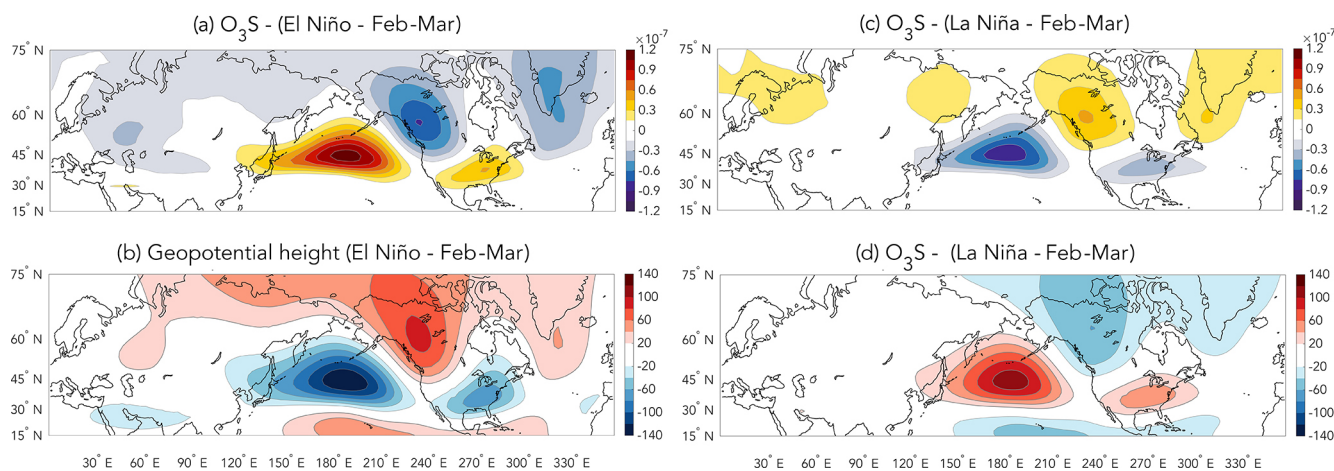 (a) O₃S - (El Niño - Feb-Mar)
×10⁻⁷
75° N
60° N
45° N
30° N
15° N
1.2
0.9
0.6
0.3
0
-0.3
-0.6
-0.9
-1.2
(c) O₃S - (La Niña - Feb-Mar)
×10⁻⁷
75° N
60° N
45° N
30° N
15° N
1.2
0.9
0.6
0.3
0
-0.3
-0.6
-0.9
-1.2
(b) Geopotential height (El Niño - Feb-Mar)
75° N
60° N
45° N
30° N
15° N
140
100
60
20
-20
-60
-100
-140
30° E 60° E 90° E 120° E 150° E 180° E 210° E 240° E 270° E 300° E 330° E
(d) O₃S - (La Niña - Feb-Mar)
75° N
60° N
45° N
30° N
15° N
140
100
60
20
-20
-60
-100
-140
30° E 60° E 90° E 120° E 150° E 180° E 210° E 240° E 270° E 300° E 330° E